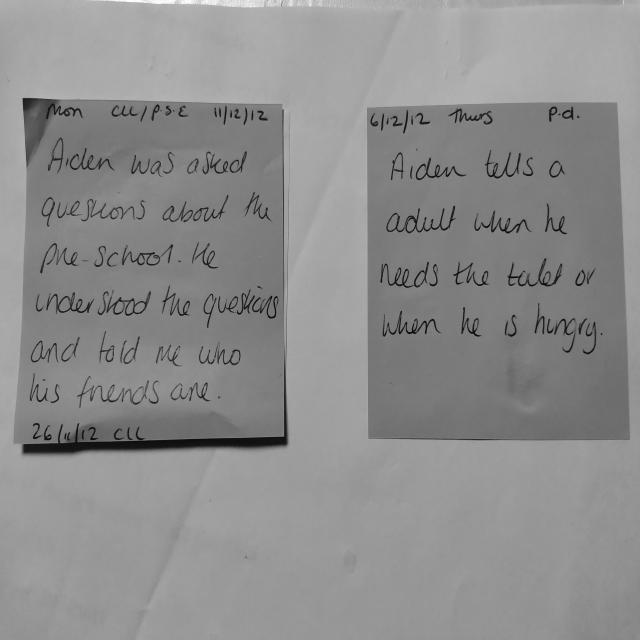 Mon CLL/P.S.E 11/12/12
Aiden was asked
questions about the
pre-school. He
understood the questions
and told me who
his friends are.
26/11/12 CLL
6/12/12 Thurs P.d.
Aiden tells a
adult when he
needs the toilet or
when he is hungry.